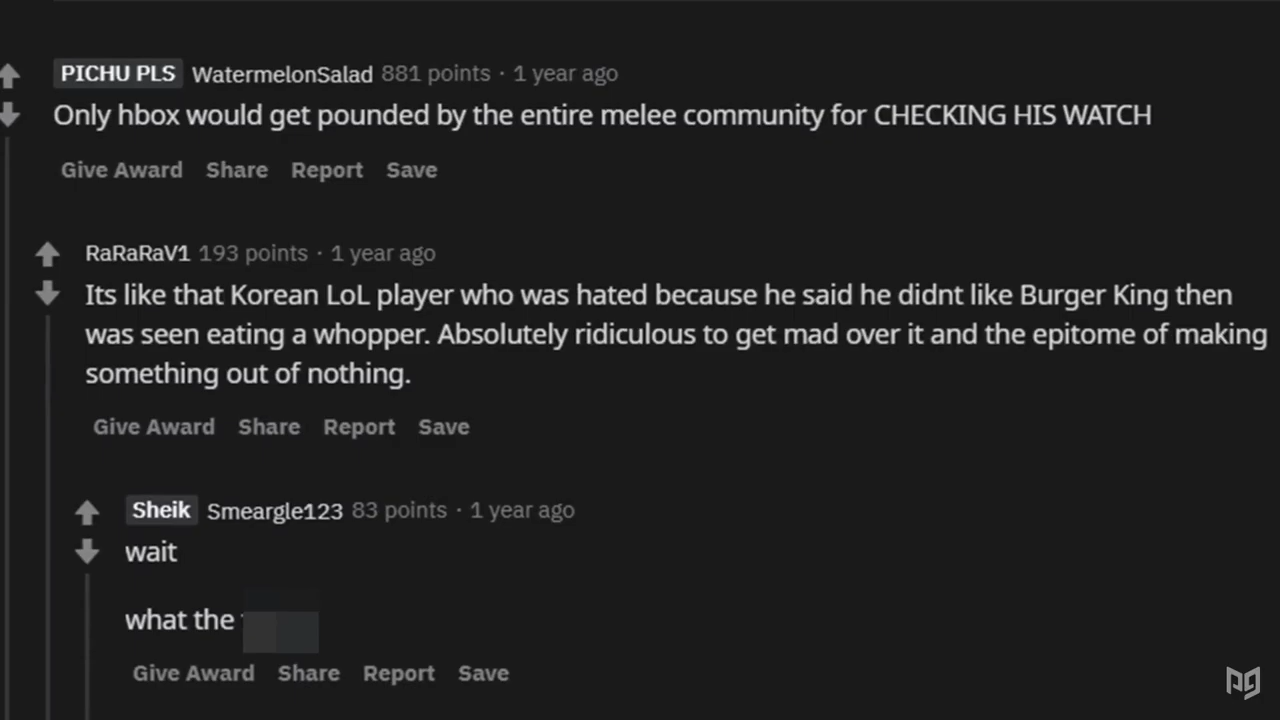 PICHU PLS WatermelonSalad 881 points · 1 year ago
Only hbox would get pounded by the entire melee community for CHECKING HIS WATCH
Give Award Share Report Save
RaRaRaV1 193 points · 1 year ago
Its like that Korean LoL player who was hated because he said he didnt like Burger King then
was seen eating a whopper. Absolutely ridiculous to get mad over it and the epitome of making
something out of nothing.
Give Award Share Report Save
Sheik Smeargle123 83 points · 1 year ago
wait
what the
Give Award Share Report Save